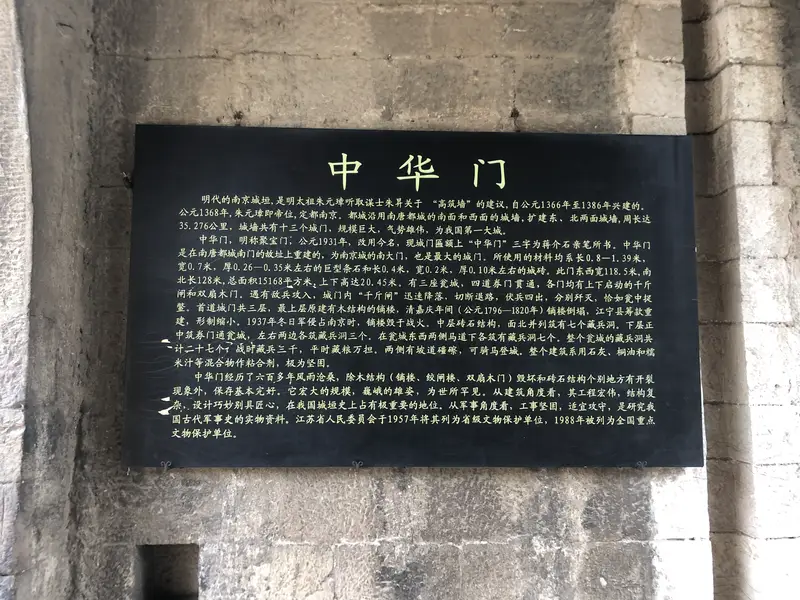 中华门
明代的南京城垣,是明太祖朱元璋听取谋士朱昇关于“高筑墙”的建议,自公元1366年至1386年兴建的。
公元1368年,朱元璋即帝位,定都南京。都城沿用南唐都城的南面和西面的城墙,扩建东、北两面城墙,周长达
35.276公里,城墙共有十三个城门,规模巨大,气势雄伟,为我国第一大城。
中华门,明称聚宝门,公元1931年,改用今名,现城门匾额上“中华门”三字为蒋介石亲笔所书。中华门
是在南唐都城南门的故址上重建的,为南京城的南大门,也是最大的城门。所使用的材料均系长0.8—1.39米,
宽0.7米,厚0.26—0.35米左右的巨型条石和长0.4米,宽0.2米,厚0.10米左右的城砖。此门东西宽118.5米,南
北长128米,总面积15168平方米,上下高达20.45米。有三座瓮城,四道券门贯通,各门均有上下启动的千斤
闸和双扇木门。遇有敌兵攻入,城门内“千斤闸”迅速降落,切断退路,伏兵四出,分别歼灭,恰如瓮中捉
鳖。首道城门共三层,最上层原建有木结构的镝楼,清嘉庆年间(公元1796—1820年)镝楼倒塌,江宁县筹款重
建,形制缩小。1937年冬日军侵占南京时,镝楼毁于战火。中层砖石结构,面北并列筑有七个藏兵洞。下层正
中筑券门通瓮城,左右两边各筑藏兵洞三个。在瓮城东西两侧马道下各筑有藏兵洞七个。整个瓮城的藏兵洞共
计二十七个,战时藏兵三千,平时藏粮万担。两侧有坡道礓磜,可骑马登城。整个建筑系用石灰、桐油和糯
米汁等混合物作粘合剂,极为坚固。
中华门经历了六百多年风雨沧桑,除木结构(镝楼、绞闸楼、双扇木门)毁坏和砖石结构个别地方有开裂
现象外,保存基本完好。它宏大的规模,巍峨的雄姿,为世所罕见。从建筑角度看,其工程宏伟,结构复
杂,设计巧妙别具匠心,在我国城垣史上占有极重要的地位。从军事角度看,工事坚固,适宜攻守,是研究我
国古代军事史的实物资料。江苏省人民委员会于1957年将其列为省级文物保护单位,1988年被列为全国重点
文物保护单位。